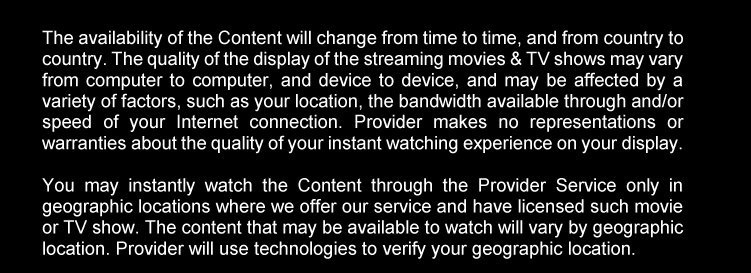 The availability of the Content will change from time to time, and from country to
country. The quality of the display of the streaming movies & TV shows may vary
from computer to computer, and device to device, and may be affected by a
variety of factors, such as your location, the bandwidth available through and/or
speed of your Internet connection. Provider makes no representations or
warranties about the quality of your instant watching experience on your display.
You may instantly watch the Content through the Provider Service only in
geographic locations where we offer our service and have licensed such movie
or TV show. The content that may be available to watch will vary by geographic
location. Provider will use technologies to verify your geographic location.